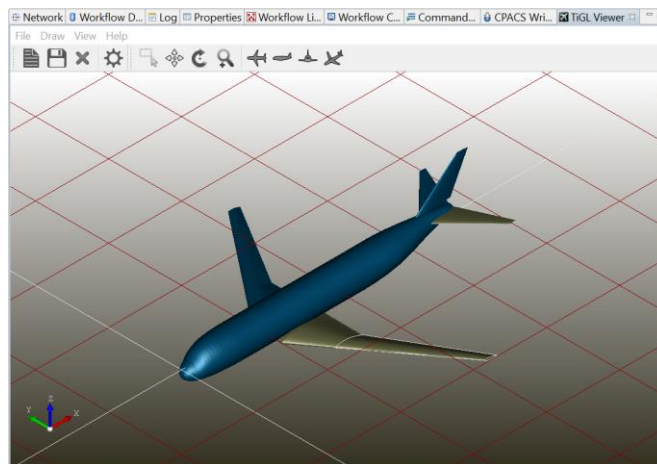 Network Workflow D... Log Properties Workflow Li... Workflow C... Command... CPACS Wri... TiGL Viewer
File Draw View Help
z
y x